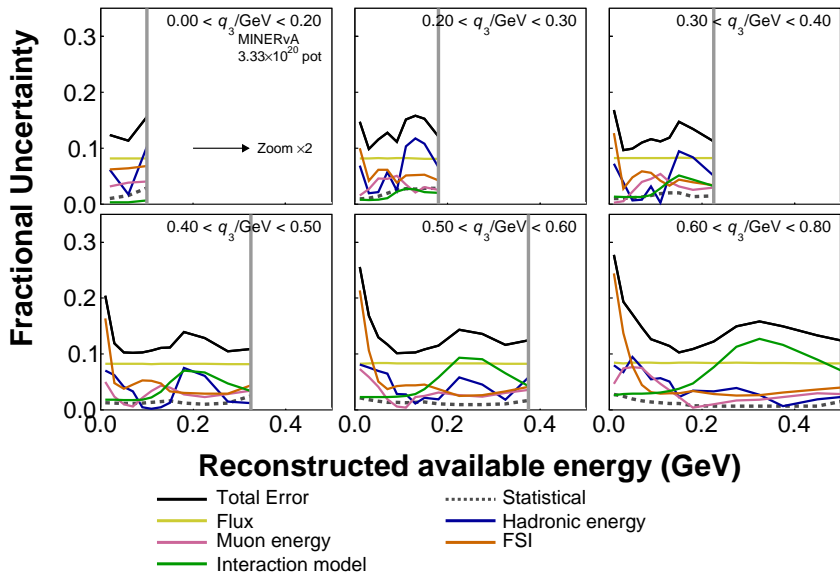 Fractional Uncertainty
0.00 < q3/GeV < 0.20
0.20 < q3/GeV < 0.30
0.30 < q3/GeV < 0.40
MINERvA
3.33×10^20 pot
Zoom ×2
0.3
0.2
0.1
0.0
0.40 < q3/GeV < 0.50
0.50 < q3/GeV < 0.60
0.60 < q3/GeV < 0.80
0.3
0.2
0.1
0.0
0.0 0.2 0.4 0.0 0.2 0.4 0.0 0.2 0.4
Reconstructed available energy (GeV)
Total Error
Statistical
Flux
Hadronic energy
Muon energy
FSI
Interaction model